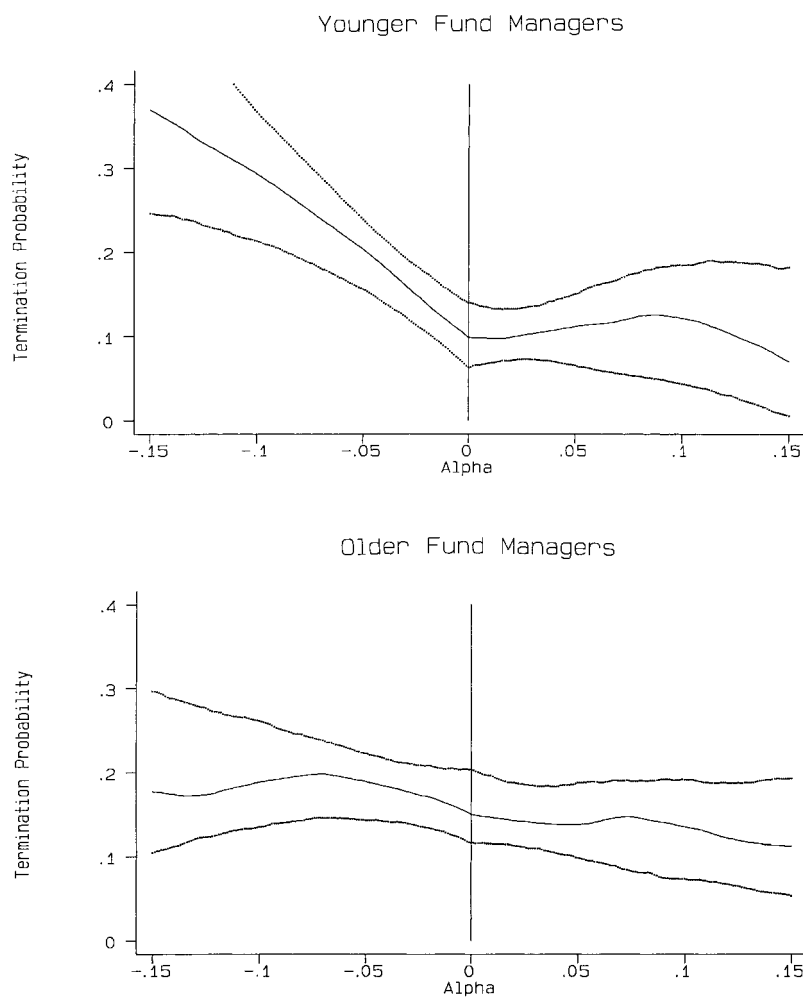 Younger Fund Managers
.4
.3
.2
.1
0
Termination Probability
-.15 -.1 -.05 0 .05 .1 .15
Alpha
Older Fund Managers
.4
.3
.2
.1
0
Termination Probability
-.15 -.1 -.05 0 .05 .1 .15
Alpha